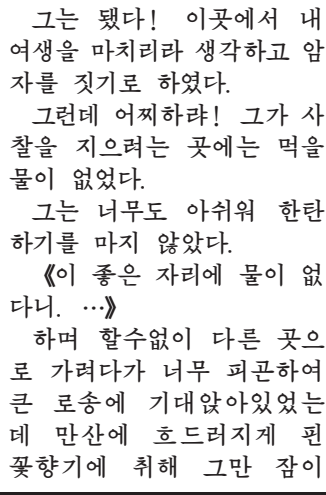 그는 됐다! 이곳에서 내
여생을 마치리라 생각하고 암
자를 짓기로 하였다.
그런데 어찌하랴! 그가 사
찰을 지으려는 곳에는 먹을
물이 없었다.
그는 너무도 아쉬워 한탄
하기를 마지 않았다.
《이 좋은 자리에 물이 없
다니. …》
하며 할수없이 다른 곳으
로 가려다가 너무 피곤하여
큰 로송에 기대앉아있었는
데 만산에 흐드러지게 핀
꽃향기에 취해 그만 잠이